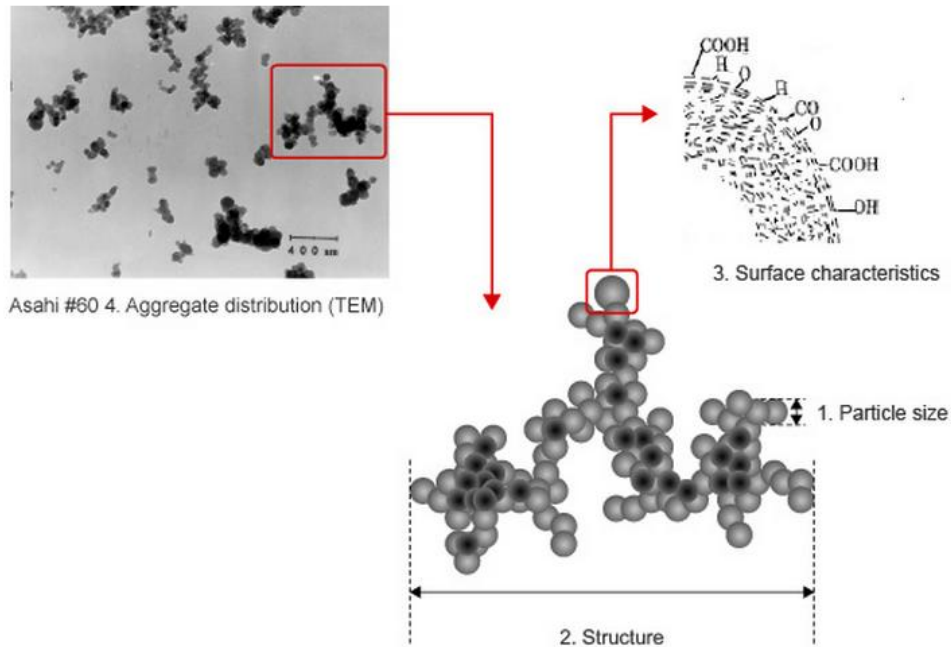 400 nm
Asahi #60 4. Aggregate distribution (TEM)
COOH
H
O
H
CO
O
COOH
OH
3. Surface characteristics
1. Particle size
2. Structure